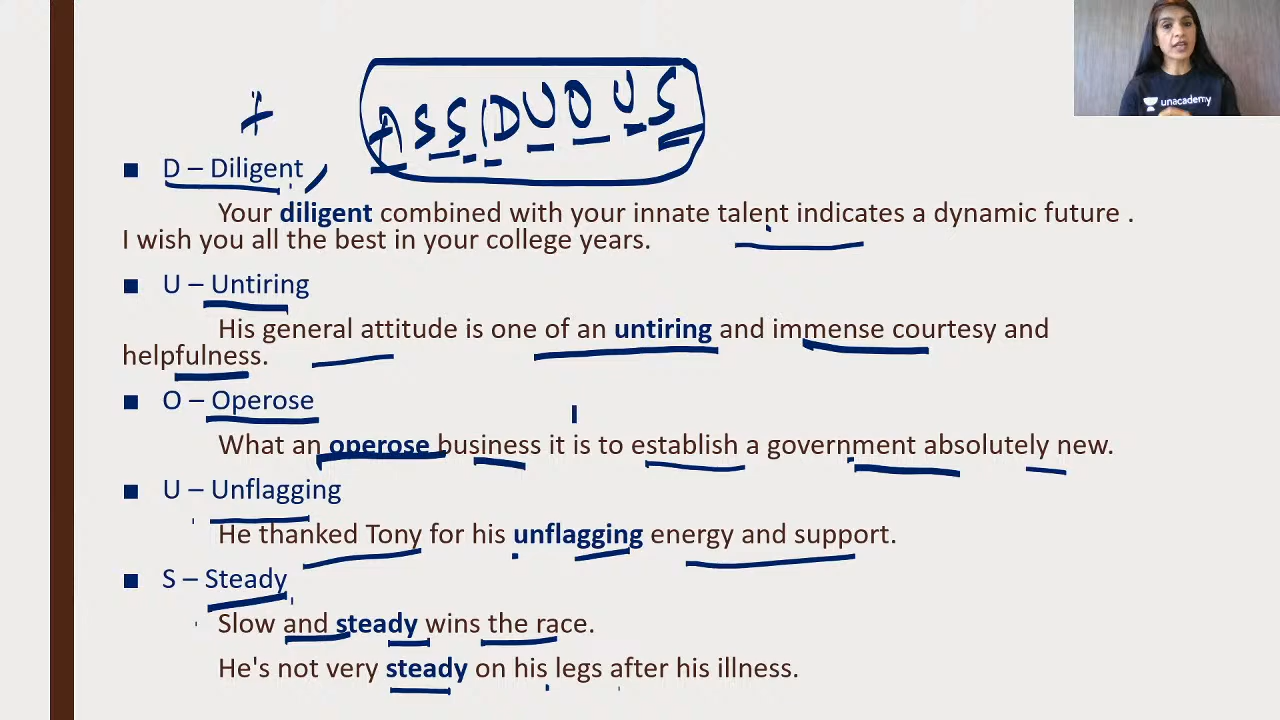 unacademy
+
ASSIDUOUS
D – Diligent
Your diligent combined with your innate talent indicates a dynamic future .
I wish you all the best in your college years.
U – Untiring
His general attitude is one of an untiring and immense courtesy and
helpfulness.
O – Operose
What an operose business it is to establish a government absolutely new.
U – Unflagging
He thanked Tony for his unflagging energy and support.
S – Steady
Slow and steady wins the race.
He's not very steady on his legs after his illness.